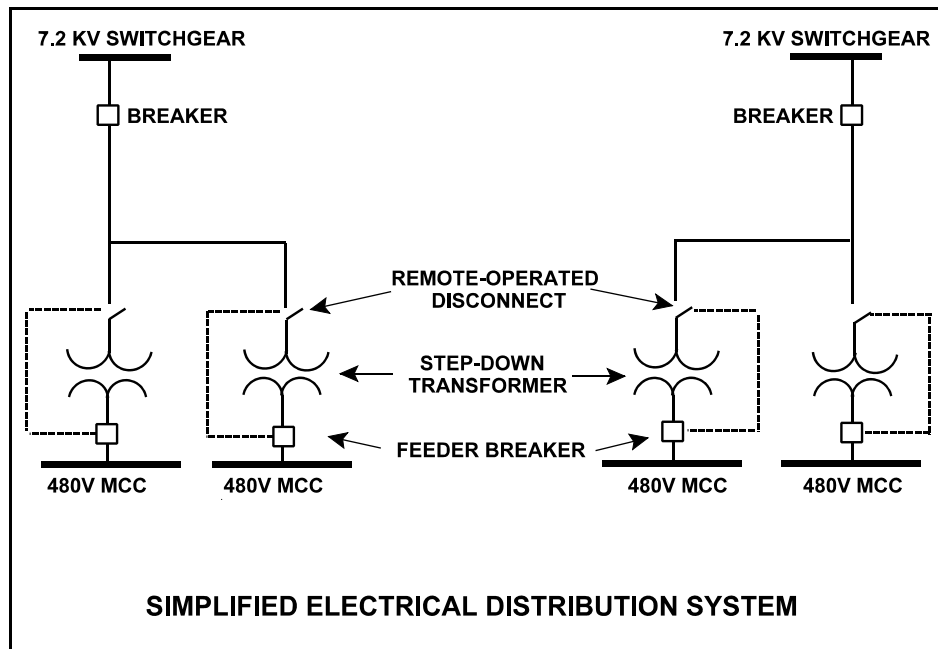 7.2 KV SWITCHGEAR
7.2 KV SWITCHGEAR
BREAKER
BREAKER
REMOTE-OPERATED
DISCONNECT
STEP-DOWN
TRANSFORMER
FEEDER BREAKER
480V MCC
480V MCC
480V MCC
480V MCC
SIMPLIFIED ELECTRICAL DISTRIBUTION SYSTEM